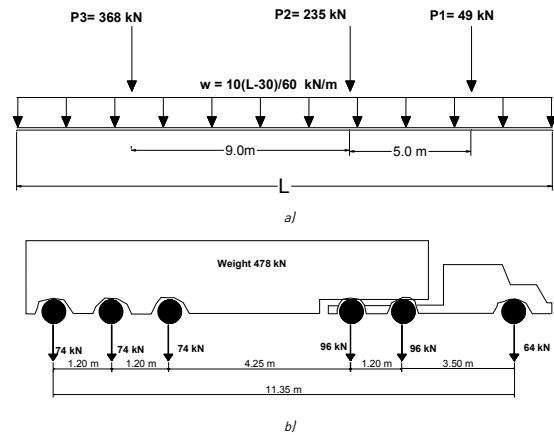 P3= 368 kN P2= 235 kN P1= 49 kN
w = 10(L-30)/60 kN/m
9.0m 5.0 m
L
a)
Weight 478 kN
74 kN 74 kN 74 kN 96 kN 96 kN 64 kN
1.20 m 1.20 m 4.25 m 1.20 m 3.50 m
11.35 m
b)